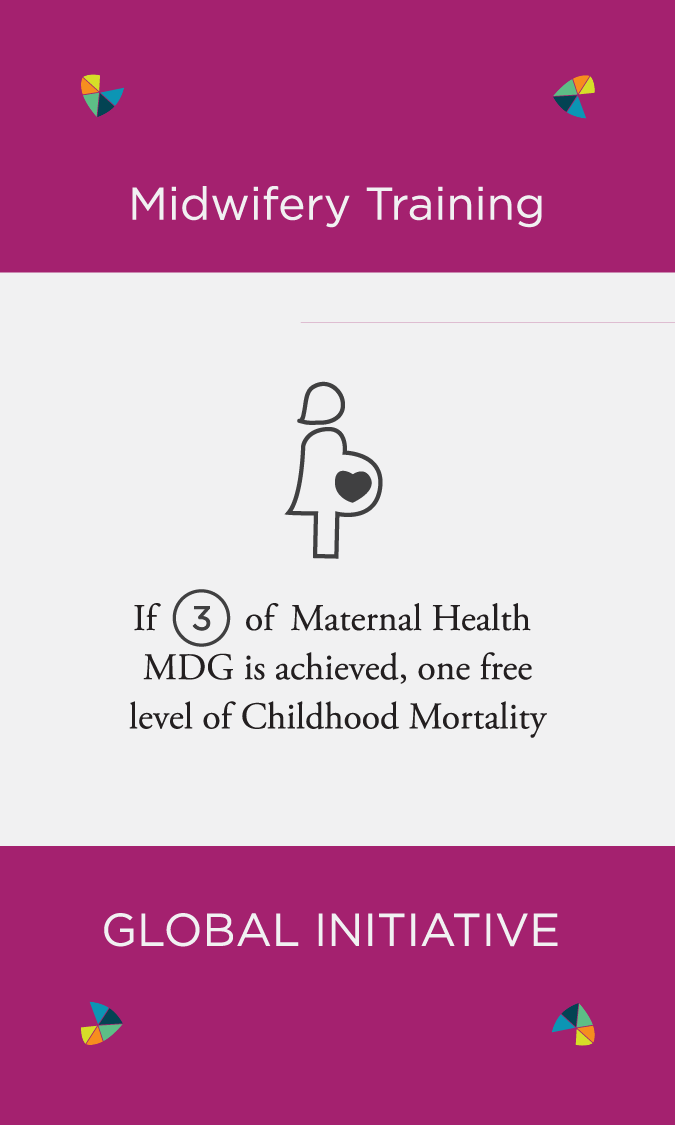 Midwifery Training
If 3 of Maternal Health
MDG is achieved, one free
level of Childhood Mortality
GLOBAL INITIATIVE